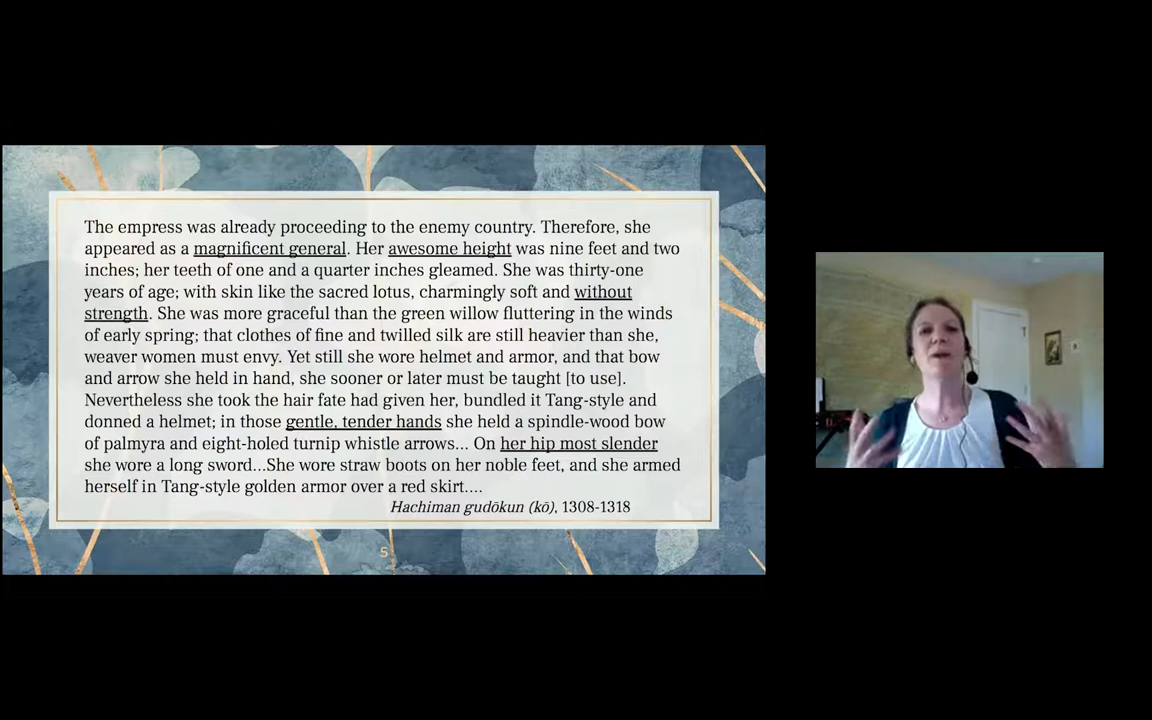 The empress was already proceeding to the enemy country. Therefore, she
appeared as a magnificent general. Her awesome height was nine feet and two
inches; her teeth of one and a quarter inches gleamed. She was thirty-one
years of age; with skin like the sacred lotus, charmingly soft and without
strength. She was more graceful than the green willow fluttering in the winds
of early spring; that clothes of fine and twilled silk are still heavier than she,
weaver women must envy. Yet still she wore helmet and armor, and that bow
and arrow she held in hand, she sooner or later must be taught [to use].
Nevertheless she took the hair fate had given her, bundled it Tang-style and
donned a helmet; in those gentle, tender hands she held a spindle-wood bow
of palmyra and eight-holed turnip whistle arrows... On her hip most slender
she wore a long sword...She wore straw boots on her noble feet, and she armed
herself in Tang-style golden armor over a red skirt....
Hachiman gudōkun (kō), 1308-1318
5